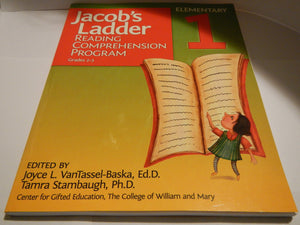 ELEMENTARY
Jacob's
Ladder
READING
COMPREHENSION
PROGRAM
Grades 2-3
1
EDITED BY
Joyce L. VanTassel-Baska, Ed.D.
Tamra Stambaugh, Ph.D.
Center for Gifted Education, The College of William and Mary